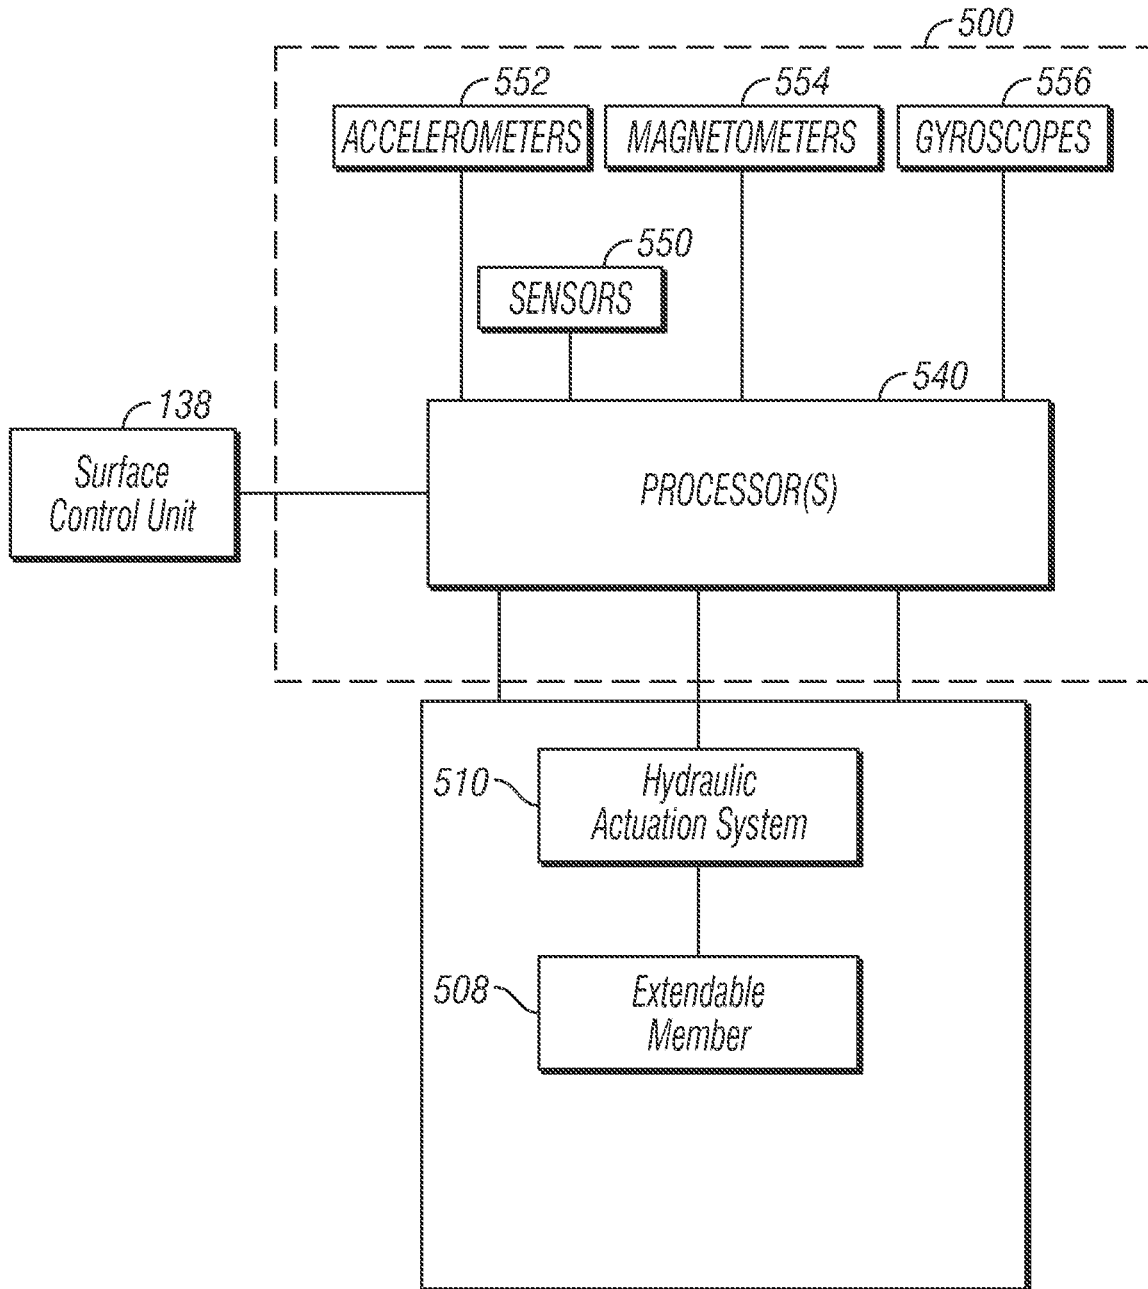 500
552
554
556
ACCELEROMETERS
MAGNETOMETERS
GYROSCOPES
550
SENSORS
540
138
Surface
Control Unit
PROCESSOR(S)
510
Hydraulic
Actuation System
508
Extendable
Member